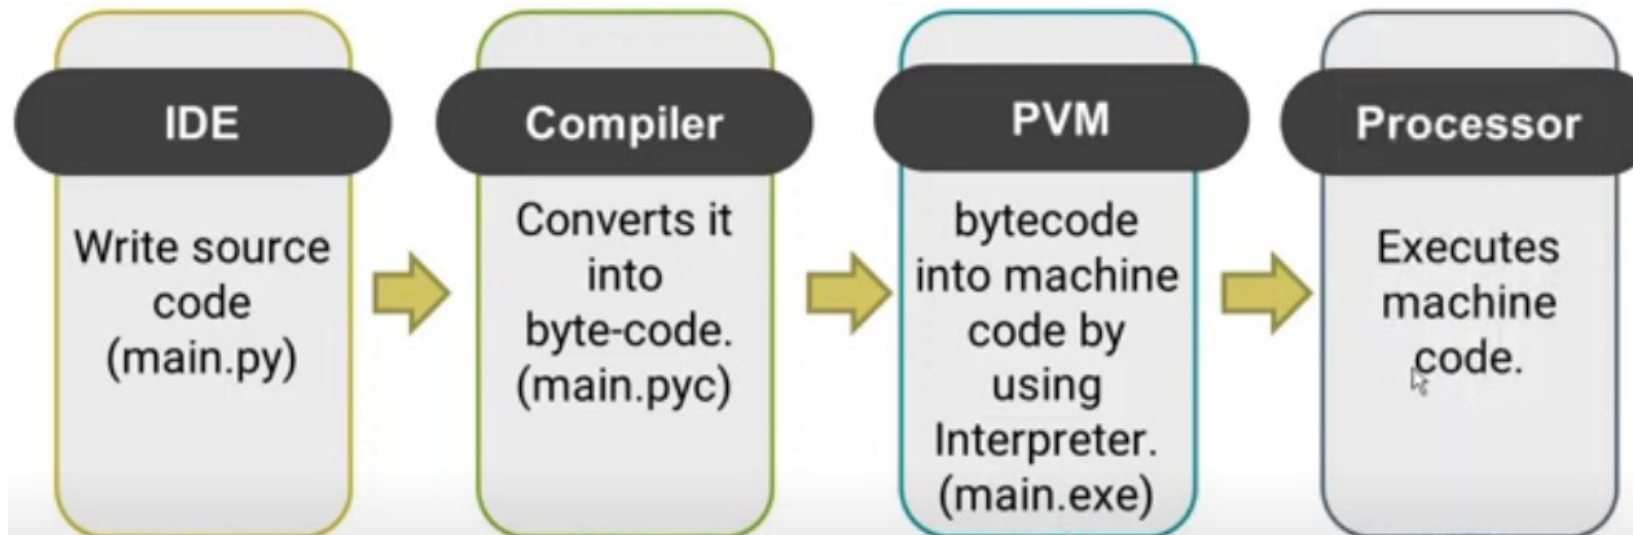 IDE
Write source
code
(main.py)
Compiler
Converts it
into
byte-code.
(main.pyc)
PVM
bytecode
into machine
code by
using
Interpreter.
(main.exe)
Processor
Executes
machine
code.